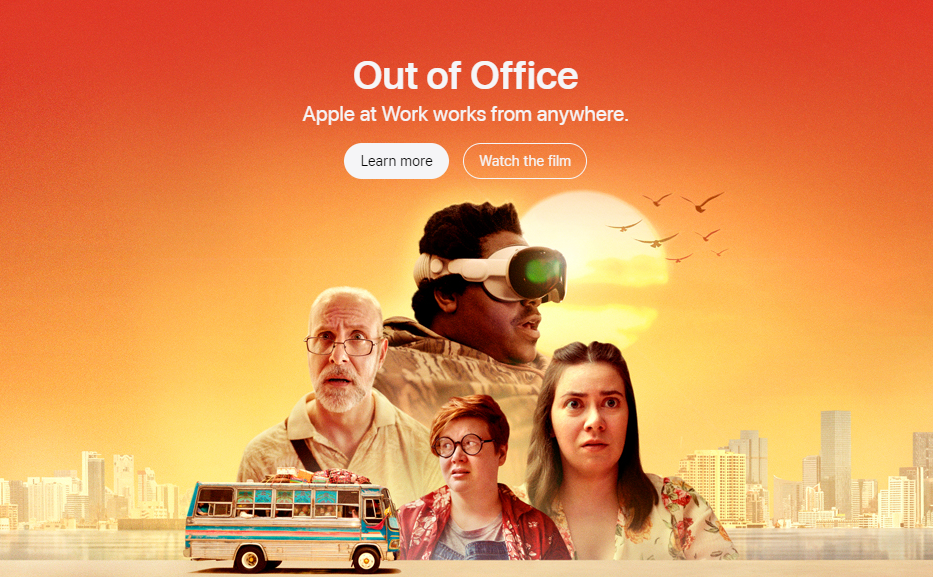 Out of Office
Apple at Work works from anywhere.
Learn more
Watch the film